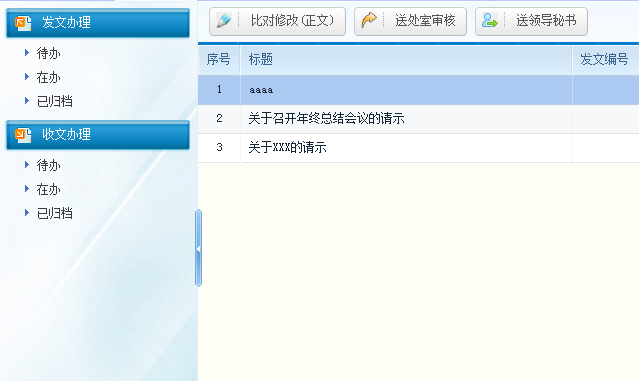 发文办理
待办
在办
已归档
收文办理
待办
在办
已归档
比对修改(正文) 送处室审核 送领导秘书
序号 标题 发文编号
1 aaaa
2 关于召开年终总结会议的请示
3 关于XXX的请示